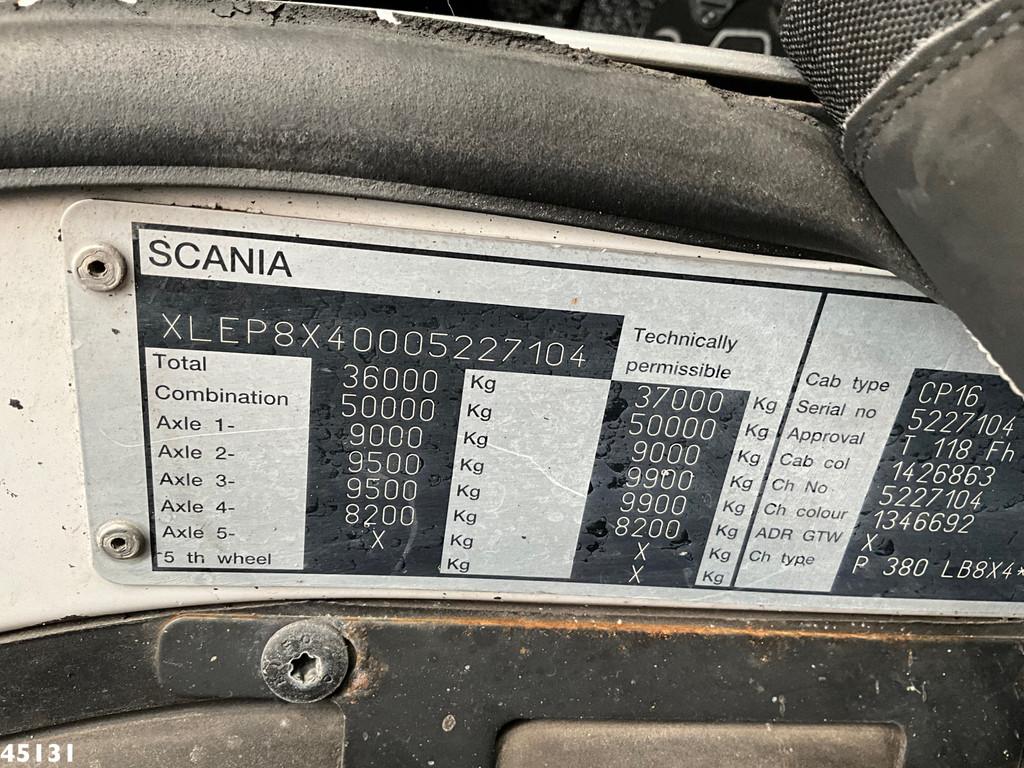 SCANIA
XLEP8X40005227104
Technically
permissible
Total 36000 Kg 37000 Kg
Combination 50000 Kg 50000 Kg
Axle 1- 9000 Kg 9000 Kg
Axle 2- 9500 Kg 9900 Kg
Axle 3- 9500 Kg 9900 Kg
Axle 4- 8200 Kg 8200 Kg
Axle 5- X Kg X Kg
5 th wheel Kg X Kg
Cab type CP16
Serial no 5227104
Approval T 118 Fh
Cab col 1426863
Ch No 5227104
Ch colour 1346692
ADR GTW X
Ch type P 380 LB8X4*
45131